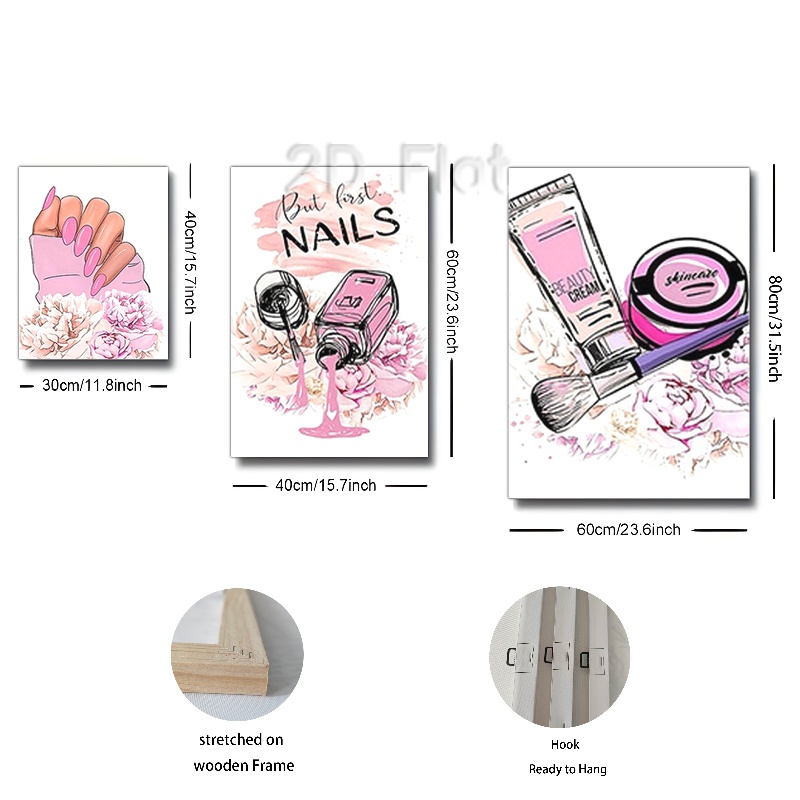 2D Flat
But first
NAILS
BEAUTY
CREAM
skincare
40cm/15.7inch
30cm/11.8inch
60cm/23.6inch
40cm/15.7inch
80cm/31.5inch
60cm/23.6inch
stretched on
wooden Frame
Hook
Ready to Hang